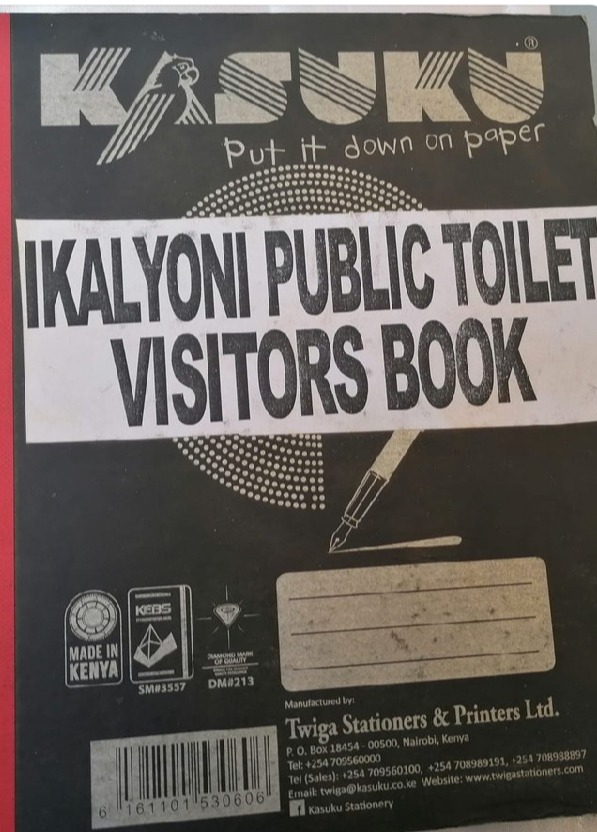 KASUKU®
Put it down on paper
IKALYONI PUBLIC TOILET
VISITORS BOOK
MADE IN
KENYA
KEBS
SM#3557
DIAMOND MARK
OF QUALITY
DM#213
Manufactured by:
Twiga Stationers & Printers Ltd.
P. O. Box 18454 - 00500, Nairobi, Kenya
Tel: +254709560000
Tel (Sales): +254 709560100, +254 708989191, +254 708938897
Email: twiga@kasuku.co.ke Website: www.twigastationers.com
f Kasuku Stationery
6 161101 530606